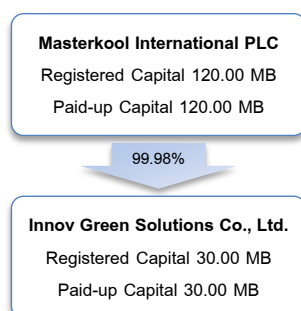 Masterkool International PLC
Registered Capital 120.00 MB
Paid-up Capital 120.00 MB
99.98%
Innov Green Solutions Co., Ltd.
Registered Capital 30.00 MB
Paid-up Capital 30.00 MB